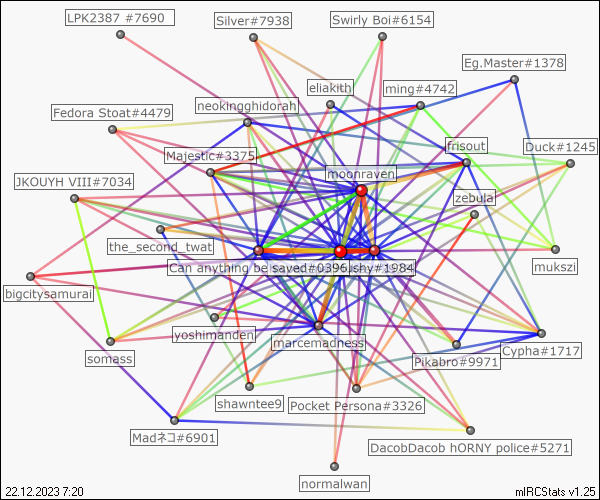 LPK2387 #7690
Silver#7938
Swirly Boi#6154
Eg.Master#1378
eliakith
ming#4742
neokingghidorah
Fedora Stoat#4479
frisout
Duck#1245
Majestic#3375
moonraven
JKOUYH VIII#7034
zebula
the_second_twat
mukszi
Can anything be saved#0396
ushy#1984
bigcitysamurai
yoshimanden
marcemadness
Cypha#1717
somass
Pikabro#9971
shawntee9
Pocket Persona#3326
Madネコ#6901
DacobDacob hORNY police#5271
normalwan
22.12.2023 7:20
mIRCStats v1.25